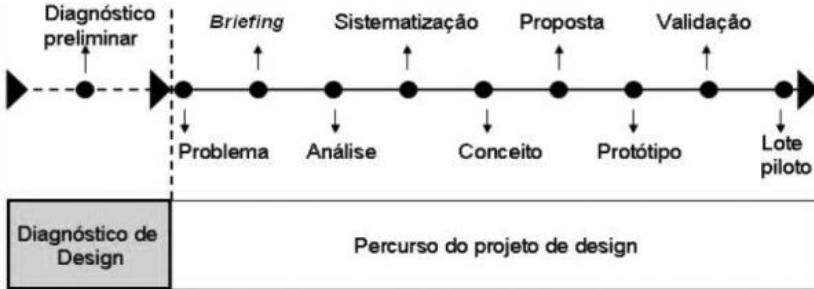 Diagnóstico
preliminar
Briefing
Sistematização
Proposta
Validação
Problema
Análise
Conceito
Protótipo
Lote
piloto
Diagnóstico de
Design
Percurso do projeto de design